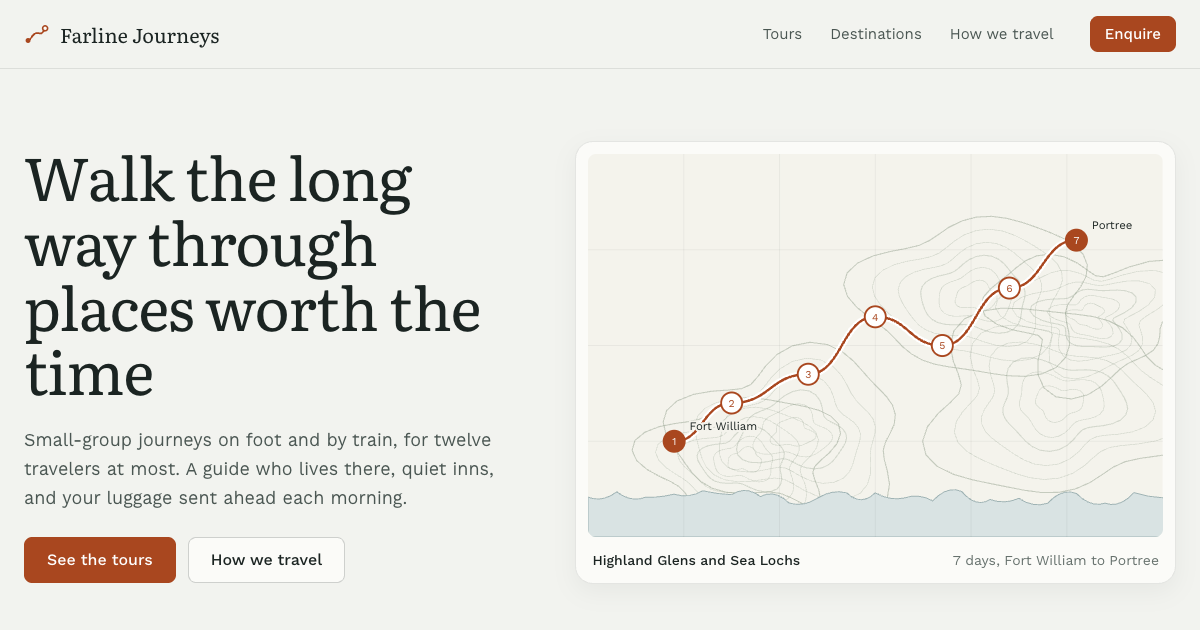 Farline Journeys
Tours
Destinations
How we travel
Enquire
Walk the long
way through
places worth the
time
Small-group journeys on foot and by train, for twelve
travelers at most. A guide who lives there, quiet inns,
and your luggage sent ahead each morning.
See the tours
How we travel
Portree
7
6
4
5
3
2
Fort William
1
Highland Glens and Sea Lochs
7 days, Fort William to Portree